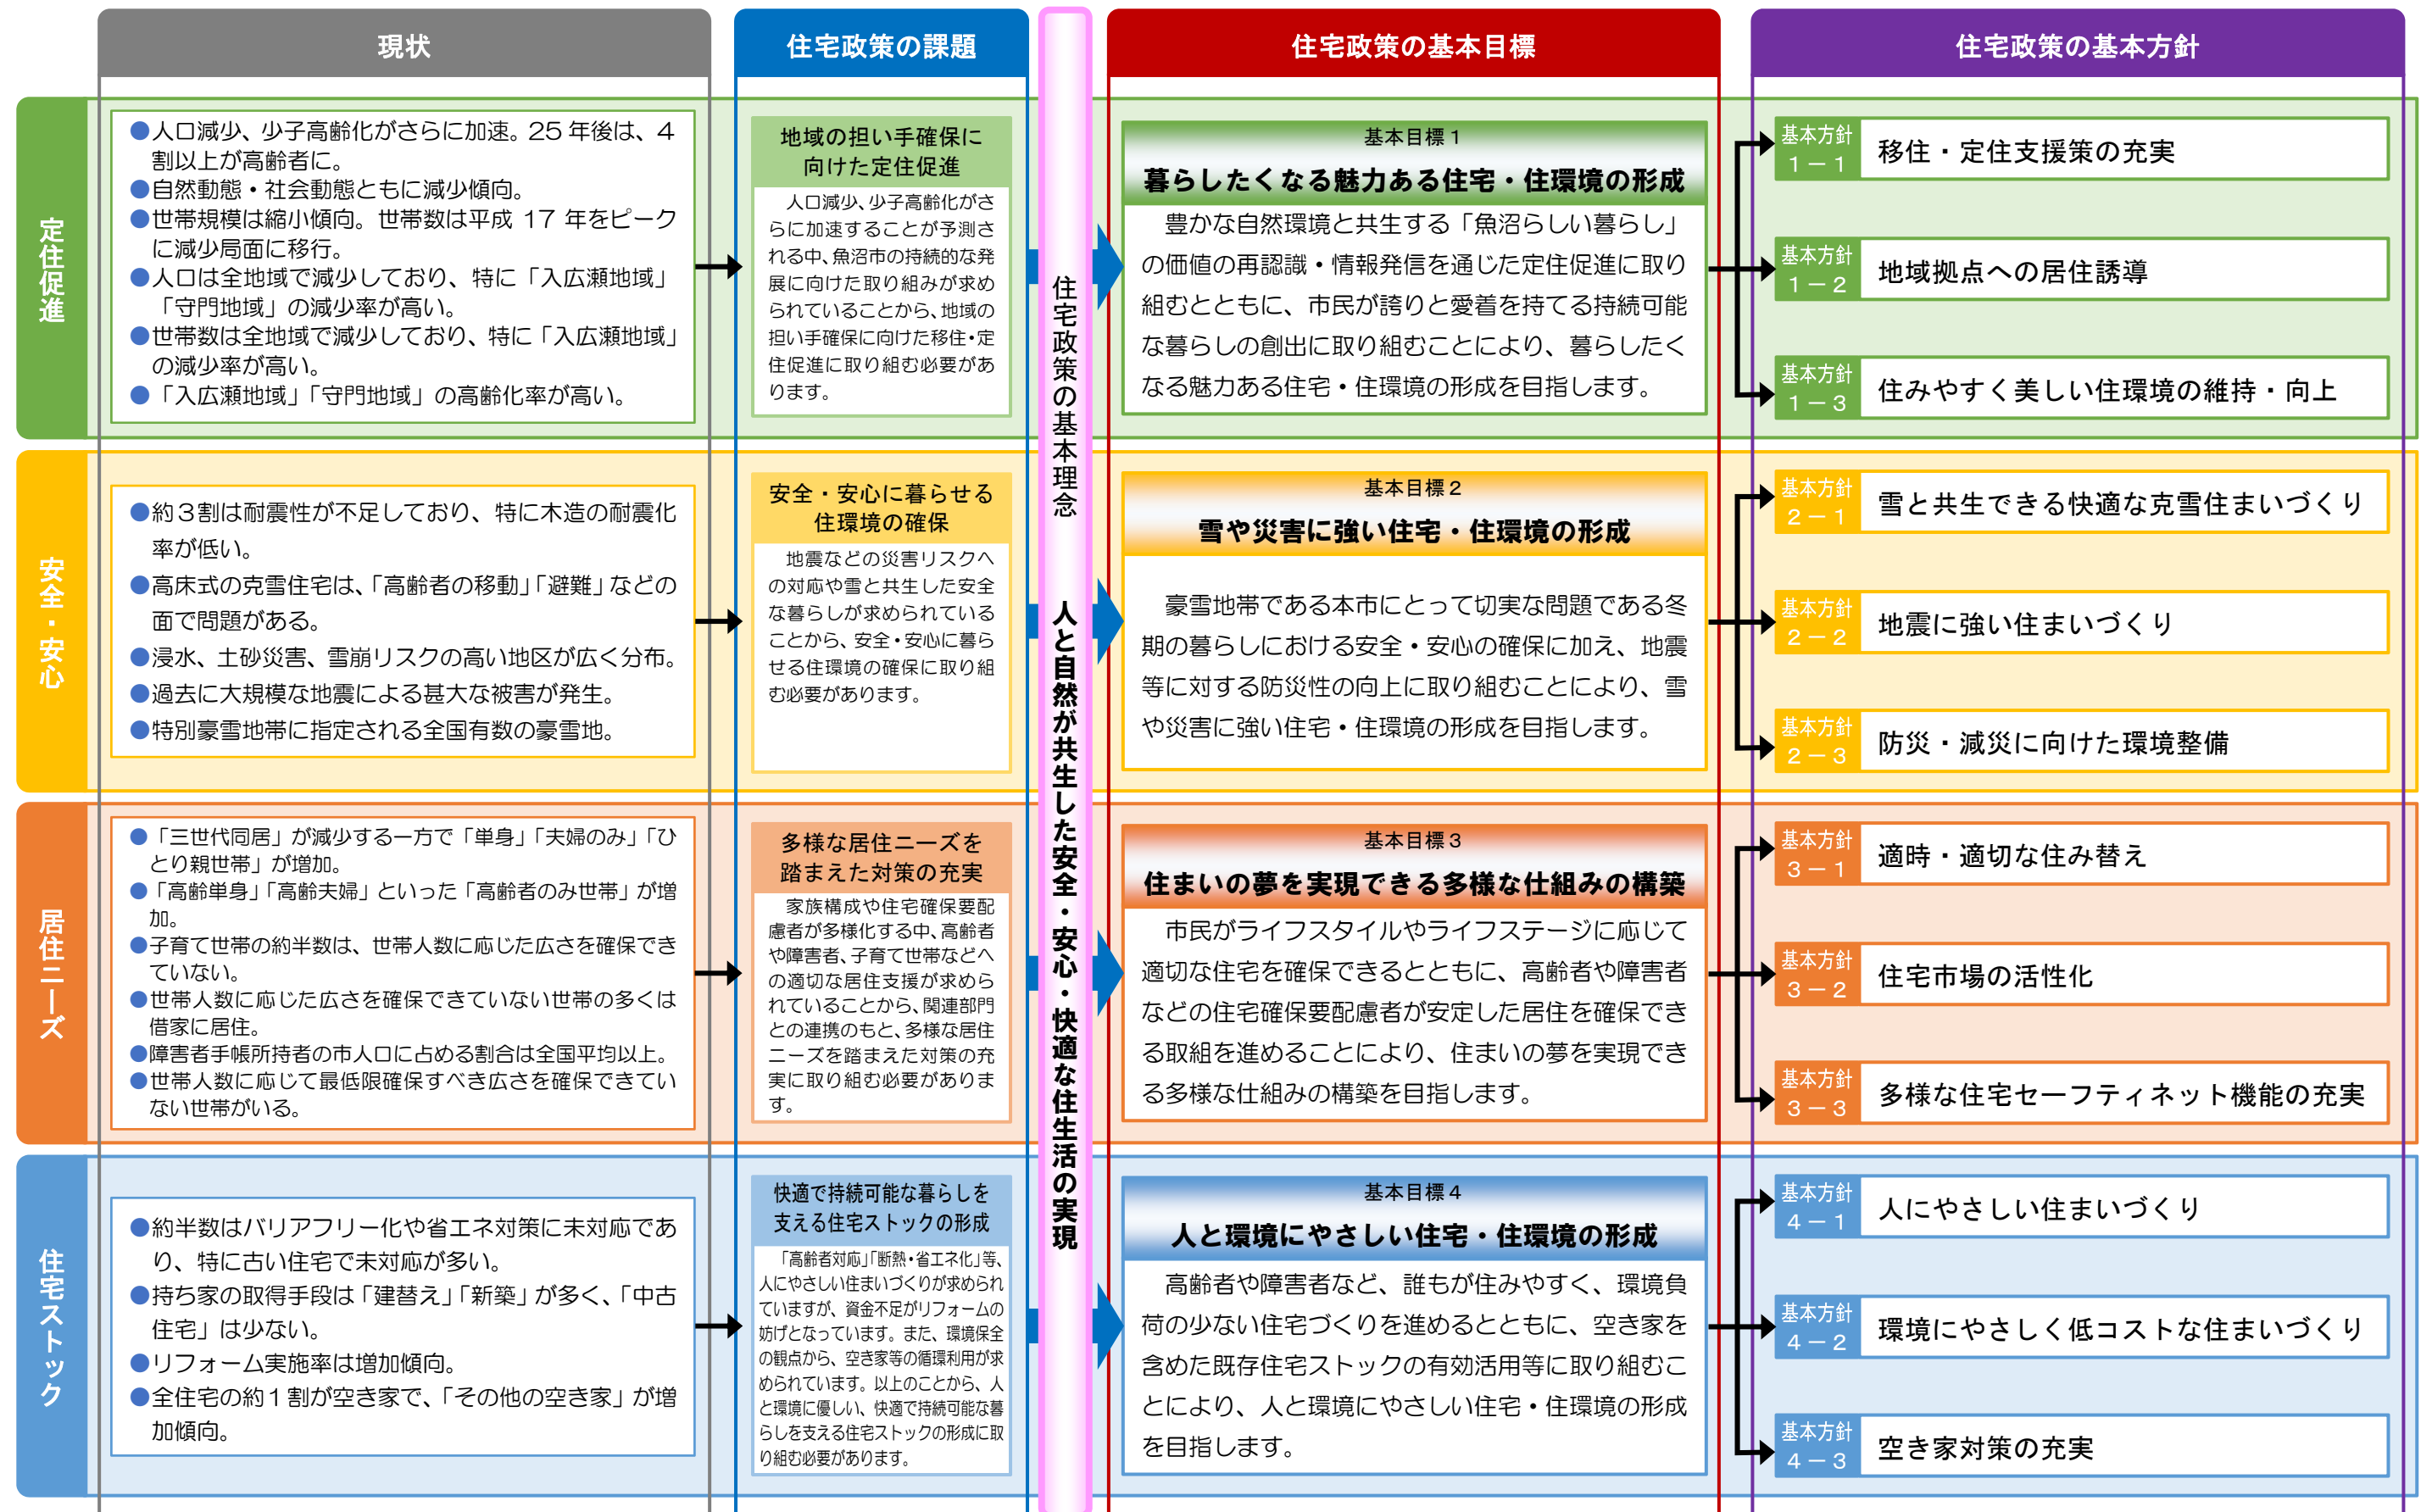 現状
住宅政策の課題
住宅政策の基本目標
住宅政策の基本方針
定住促進
●人口減少、少子高齢化がさらに加速。25 年後は、4
割以上が高齢者に。
●自然動態・社会動態ともに減少傾向。
●世帯規模は縮小傾向。世帯数は平成 17 年をピーク
に減少局面に移行。
●人口は全地域で減少しており、特に「入広瀬地域」
「守門地域」の減少率が高い。
●世帯数は全地域で減少しており、特に「入広瀬地域」
の減少率が高い。
●「入広瀬地域」「守門地域」の高齢化率が高い。
地域の担い手確保に
向けた定住促進
人口減少、少子高齢化がさ
らに加速することが予測さ
れる中、魚沼市の持続的な発
展に向けた取り組みが求め
られていることから、地域の
担い手確保に向けた移住・定
住促進に取り組む必要があ
ります。
住宅政策の基本理念 人と自然が共生した安全・安心・快適な住生活の実現
基本目標1
暮らしたくなる魅力ある住宅・住環境の形成
豊かな自然環境と共生する「魚沼らしい暮らし」
の価値の再認識・情報発信を通じた定住促進に取り
組むとともに、市民が誇りと愛着を持てる持続可能
な暮らしの創出に取り組むことにより、暮らしたく
なる魅力ある住宅・住環境の形成を目指します。
基本方針
1－1
移住・定住支援策の充実
基本方針
1－2
地域拠点への居住誘導
基本方針
1－3
住みやすく美しい住環境の維持・向上
安全・安心
●約3割は耐震性が不足しており、特に木造の耐震化
率が低い。
●高床式の克雪住宅は、「高齢者の移動」「避難」などの
面で問題がある。
●浸水、土砂災害、雪崩リスクの高い地区が広く分布。
●過去に大規模な地震による甚大な被害が発生。
●特別豪雪地帯に指定される全国有数の豪雪地。
安全・安心に暮らせる
住環境の確保
地震などの災害リスクへ
の対応や雪と共生した安全
な暮らしが求められている
ことから、安全・安心に暮ら
せる住環境の確保に取り組
む必要があります。
基本目標2
雪や災害に強い住宅・住環境の形成
豪雪地帯である本市にとって切実な問題である冬
期の暮らしにおける安全・安心の確保に加え、地震
等に対する防災性の向上に取り組むことにより、雪
や災害に強い住宅・住環境の形成を目指します。
基本方針
2－1
雪と共生できる快適な克雪住まいづくり
基本方針
2－2
地震に強い住まいづくり
基本方針
2－3
防災・減災に向けた環境整備
居住ニーズ
●「三世代同居」が減少する一方で「単身」「夫婦のみ」「ひ
とり親世帯」が増加。
●「高齢単身」「高齢夫婦」といった「高齢者のみ世帯」が増
加。
●子育て世帯の約半数は、世帯人数に応じた広さを確保でき
ていない。
●世帯人数に応じた広さを確保できていない世帯の多くは
借家に居住。
●障害者手帳所持者の市人口に占める割合は全国平均以上。
●世帯人数に応じて最低限確保すべき広さを確保できてい
ない世帯がいる。
多様な居住ニーズを
踏まえた対策の充実
家族構成や住宅確保要配
慮者が多様化する中、高齢者
や障害者、子育て世帯などへ
の適切な居住支援が求めら
れていることから、関連部門
との連携のもと、多様な居住
ニーズを踏まえた対策の充
実に取り組む必要がありま
す。
基本目標3
住まいの夢を実現できる多様な仕組みの構築
市民がライフスタイルやライフステージに応じて
適切な住宅を確保できるとともに、高齢者や障害者
などの住宅確保要配慮者が安定した居住を確保でき
る取組を進めることにより、住まいの夢を実現でき
る多様な仕組みの構築を目指します。
基本方針
3－1
適時・適切な住み替え
基本方針
3－2
住宅市場の活性化
基本方針
3－3
多様な住宅セーフティネット機能の充実
住宅ストック
●約半数はバリアフリー化や省エネ対策に未対応であ
り、特に古い住宅で未対応が多い。
●持ち家の取得手段は「建替え」「新築」が多く、「中古
住宅」は少ない。
●リフォーム実施率は増加傾向。
●全住宅の約1割が空き家で、「その他の空き家」が増
加傾向。
快適で持続可能な暮らしを
支える住宅ストックの形成
「高齢者対応」「断熱・省エネ化」等、
人にやさしい住まいづくりが求められ
ていますが、資金不足がリフォームの
妨げとなっています。また、環境保全
の観点から、空き家等の循環利用が求
められています。以上のことから、人
と環境に優しい、快適で持続可能な暮
らしを支える住宅ストックの形成に取
り組む必要があります。
基本目標4
人と環境にやさしい住宅・住環境の形成
高齢者や障害者など、誰もが住みやすく、環境負
荷の少ない住宅づくりを進めるとともに、空き家を
含めた既存住宅ストックの有効活用等に取り組むこ
とにより、人と環境にやさしい住宅・住環境の形成
を目指します。
基本方針
4－1
人にやさしい住まいづくり
基本方針
4－2
環境にやさしく低コストな住まいづくり
基本方針
4－3
空き家対策の充実